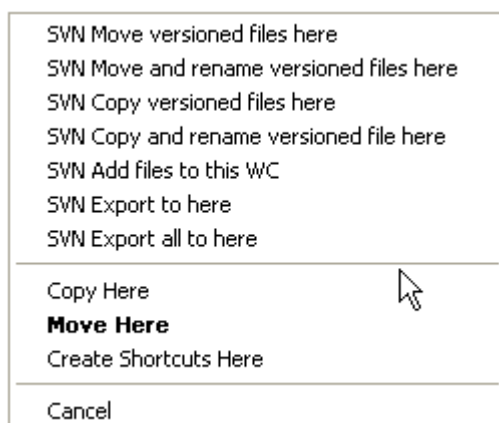 SVN Move versioned files here
SVN Move and rename versioned files here
SVN Copy versioned files here
SVN Copy and rename versioned file here
SVN Add files to this WC
SVN Export to here
SVN Export all to here
Copy Here
Move Here
Create Shortcuts Here
Cancel